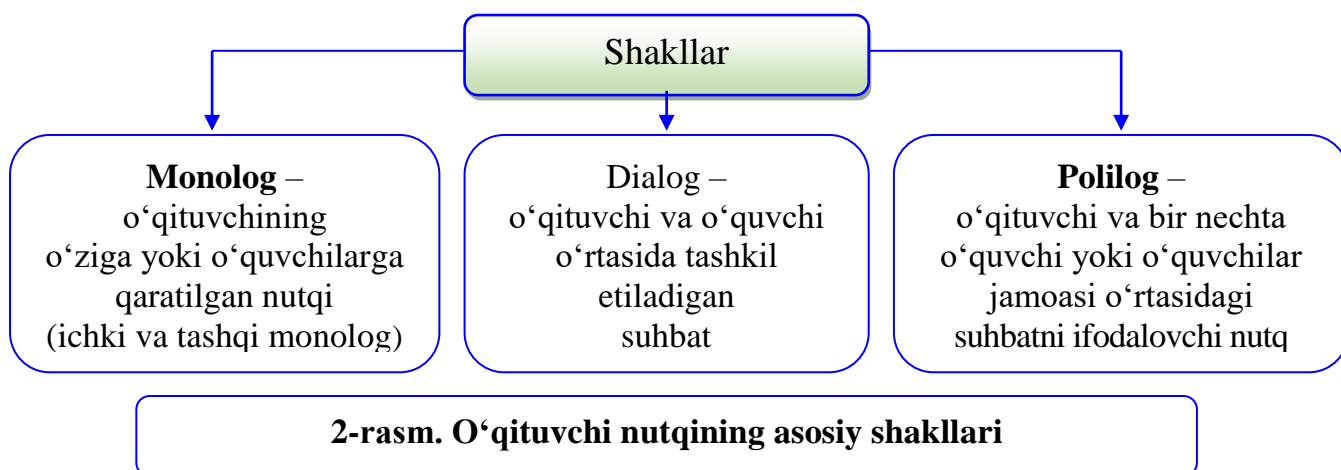 Shakllar
Monolog –
o‘qituvchining
o‘ziga yoki o‘quvchilarga
qaratilgan nutqi
(ichki va tashqi monolog)
Dialog –
o‘qituvchi va o‘quvchi
o‘rtasida tashkil
etiladigan
suhbat
Polilog –
o‘qituvchi va bir nechta
o‘quvchi yoki o‘quvchilar
jamoasi o‘rtasidagi
suhbatni ifodalovchi nutq
2-rasm. O‘qituvchi nutqining asosiy shakllari